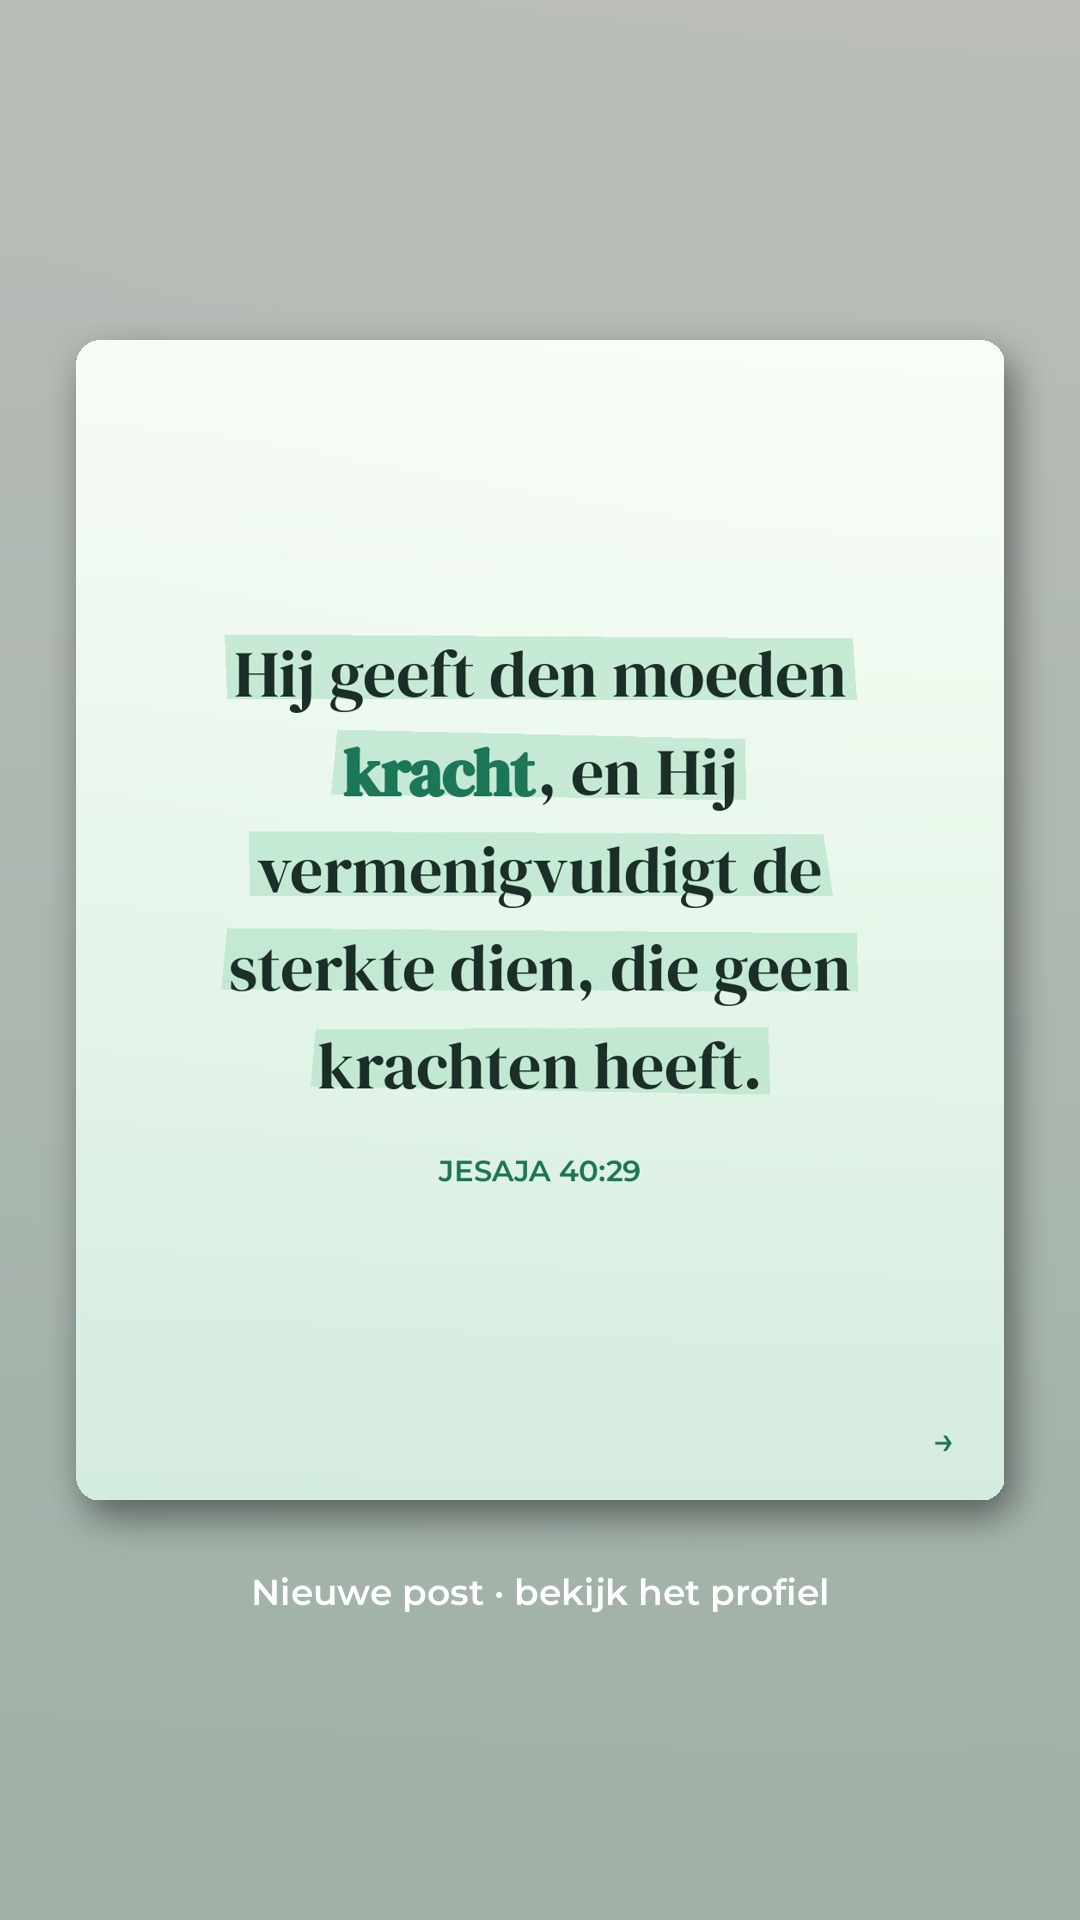 Hij geeft den moeden
kracht, en Hij
vermenigvuldigt de
sterkte dien, die geen
krachten heeft.
JESAJA 40:29
→
Nieuwe post · bekijk het profiel